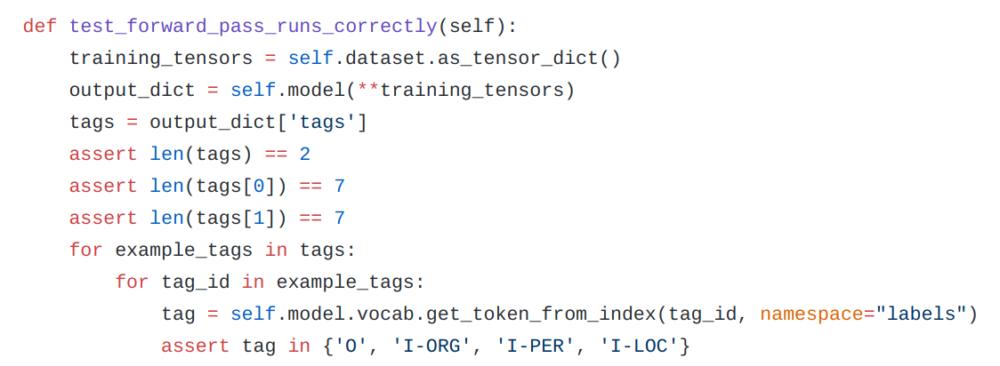 def test_forward_pass_runs_correctly(self):
    training_tensors = self.dataset.as_tensor_dict()
    output_dict = self.model(**training_tensors)
    tags = output_dict['tags']
    assert len(tags) == 2
    assert len(tags[0]) == 7
    assert len(tags[1]) == 7
    for example_tags in tags:
        for tag_id in example_tags:
            tag = self.model.vocab.get_token_from_index(tag_id, namespace="labels")
            assert tag in {'O', 'I-ORG', 'I-PER', 'I-LOC'}